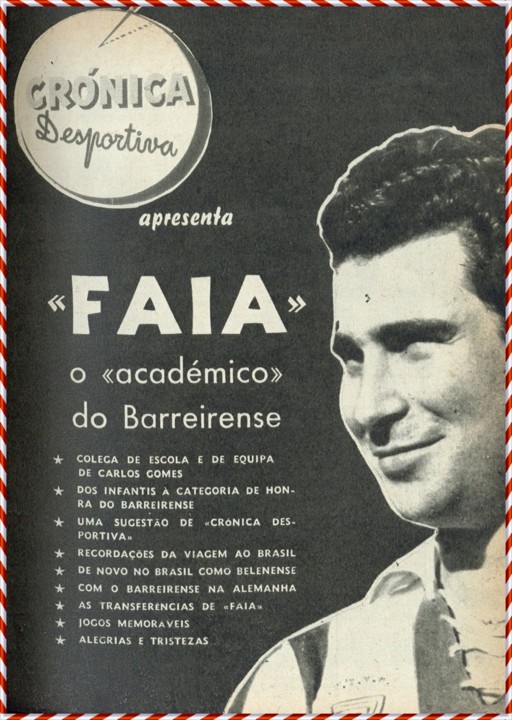 CRÓNICA
Desportiva
apresenta
«FAIA»
o «académico»
do Barreirense
★ COLEGA DE ESCOLA E DE EQUIPA
DE CARLOS GOMES
★ DOS INFANTIS À CATEGORIA DE HON-
RA DO BARREIRENSE
★ UMA SUGESTÃO DE «CRÓNICA DES-
PORTIVA»
★ RECORDAÇÕES DA VIAGEM AO BRASIL
★ DE NOVO NO BRASIL COMO BELENENSE
★ COM O BARREIRENSE NA ALEMANHA
★ AS TRANSFERENCIAS DE «FAIA»
★ JOGOS MEMORAVEIS
★ ALEGRIAS E TRISTEZAS